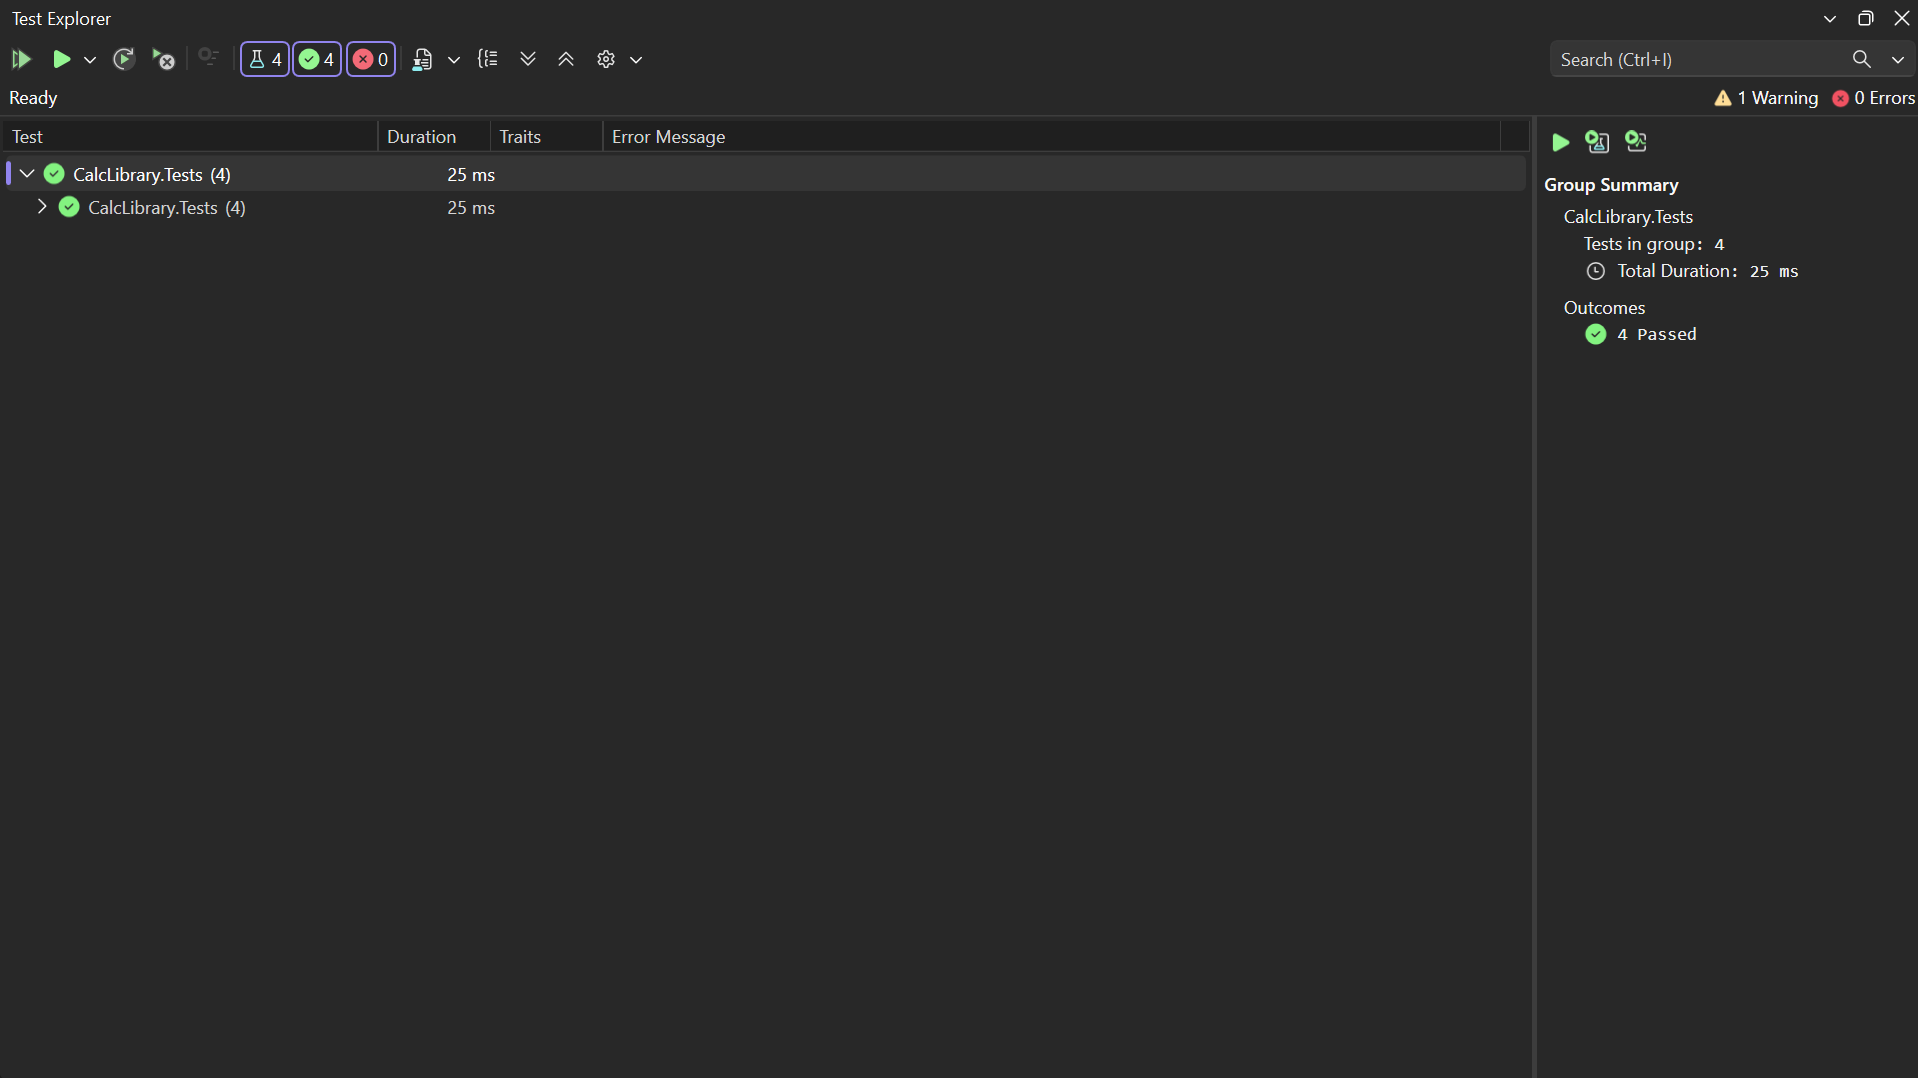 Test Explorer
4 4 0
Search (Ctrl+I)
Ready
1 Warning 0 Errors
Test Duration Traits Error Message
CalcLibrary.Tests (4) 25 ms
CalcLibrary.Tests (4) 25 ms
Group Summary
CalcLibrary.Tests
Tests in group: 4
Total Duration: 25 ms
Outcomes
4 Passed